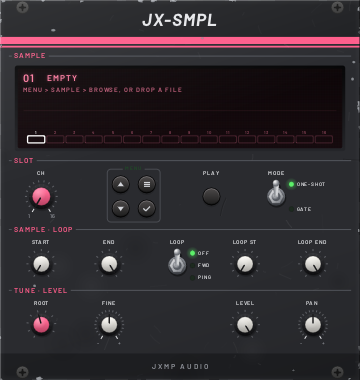 JX-SMPL
SAMPLE
01 EMPTY
MENU > SAMPLE > BROWSE, OR DROP A FILE
1 2 3 4 5 6 7 8 9 10 11 12 13 14 15 16
SLOT
CH PLAY MODE
ONE-SHOT
GATE
1 16
SAMPLE · LOOP
START END LOOP LOOP ST LOOP END
OFF
FWD
PING
TUNE · LEVEL
ROOT FINE LEVEL PAN
JXMP AUDIO